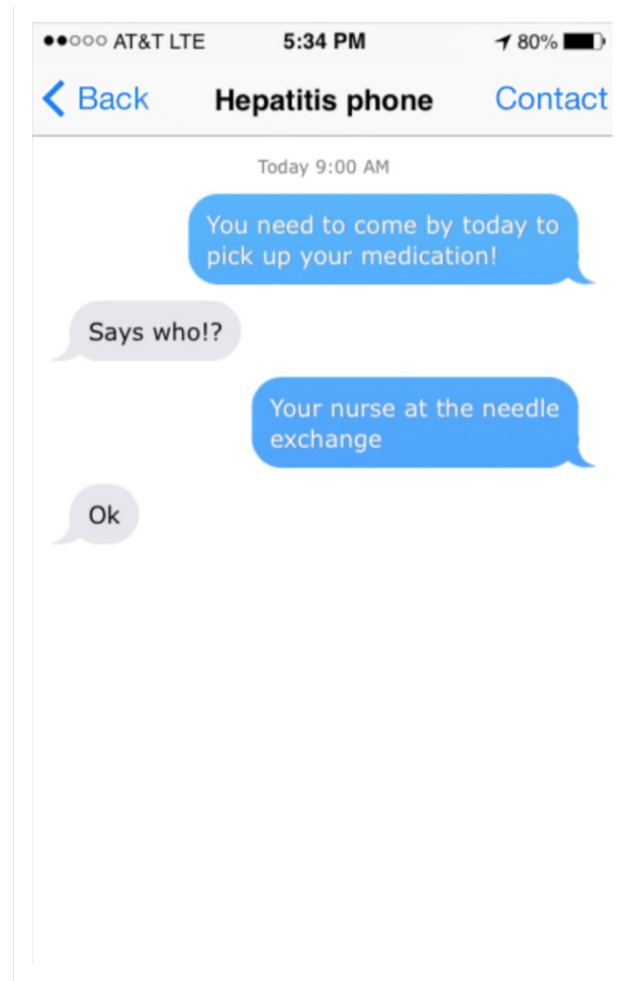 AT&T LTE 5:34 PM 80%
Back Hepatitis phone Contact
Today 9:00 AM
You need to come by today to
pick up your medication!
Says who!?
Your nurse at the needle
exchange
Ok